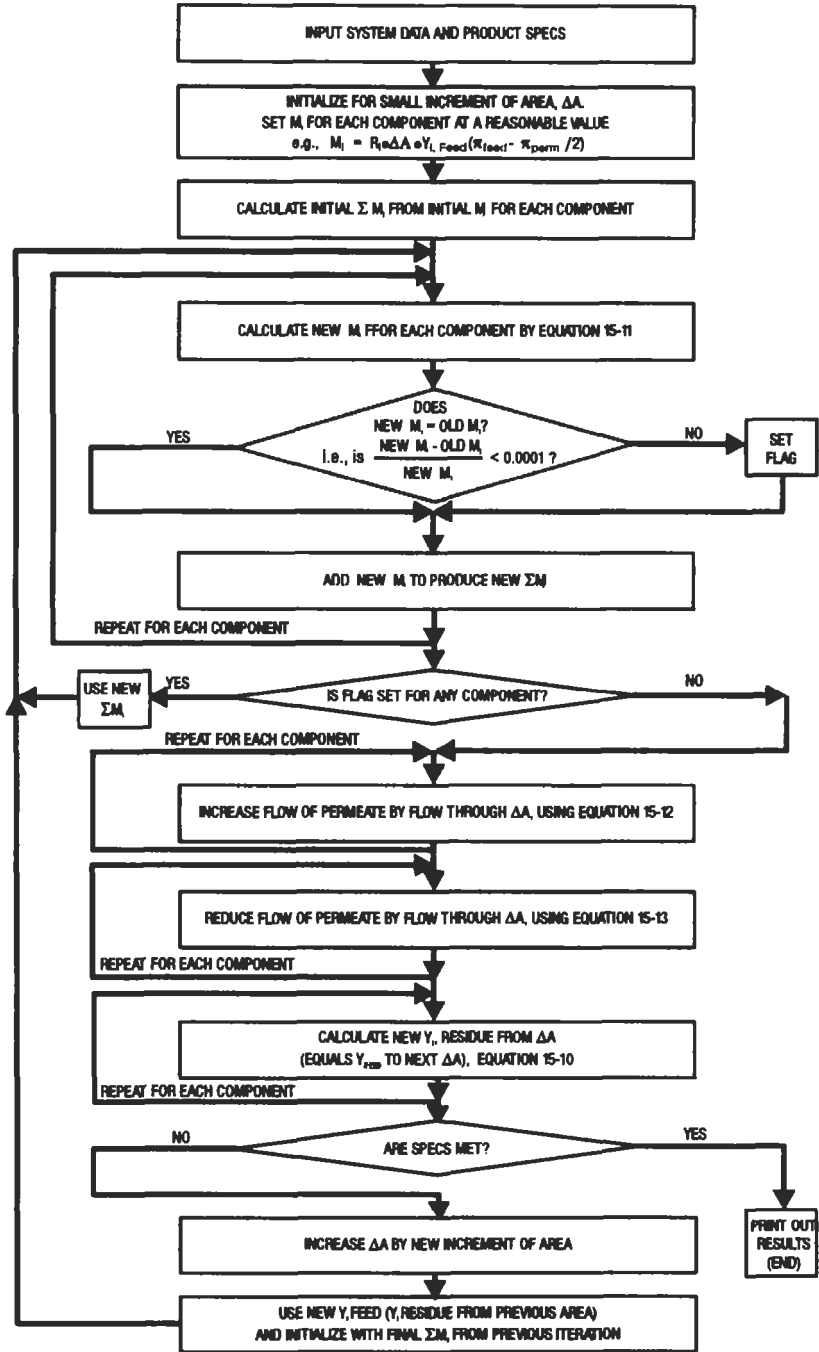 INPUT SYSTEM DATA AND PRODUCT SPECS
INITIALIZE FOR SMALL INCREMENT OF AREA, ΔA.
SET Mᵢ FOR EACH COMPONENT AT A REASONABLE VALUE
e.g., Mᵢ = Rᵢ•ΔA •Yᵢ, Feed(π feed - π perm /2)
CALCULATE INITIAL Σ Mᵢ FROM INITIAL Mᵢ FOR EACH COMPONENT
CALCULATE NEW Mᵢ FFOR EACH COMPONENT BY EQUATION 15-11
DOES
NEW Mᵢ = OLD Mᵢ?
YES
NEW Mᵢ - OLD Mᵢ
NO
i.e., is
< 0.0001 ?
NEW Mᵢ
SET
FLAG
ADD NEW Mᵢ TO PRODUCE NEW ΣMᵢ
REPEAT FOR EACH COMPONENT
USE NEW
ΣMᵢ
YES
IS FLAG SET FOR ANY COMPONENT?
NO
REPEAT FOR EACH COMPONENT
INCREASE FLOW OF PERMEATE BY FLOW THROUGH ΔA, USING EQUATION 15-12
REDUCE FLOW OF PERMEATE BY FLOW THROUGH ΔA, USING EQUATION 15-13
REPEAT FOR EACH COMPONENT
CALCULATE NEW Yᵢ, RESIDUE FROM ΔA
(EQUALS Y TO NEXT ΔA), EQUATION 15-10
REPEAT FOR EACH COMPONENT
NO
ARE SPECS MET?
YES
INCREASE ΔA BY NEW INCREMENT OF AREA
PRINT OUT
RESULTS
(END)
USE NEW Yᵢ FEED (Yᵢ RESIDUE FROM PREVIOUS AREA)
AND INITIALIZE WITH FINAL ΣMᵢ FROM PREVIOUS ITERATION